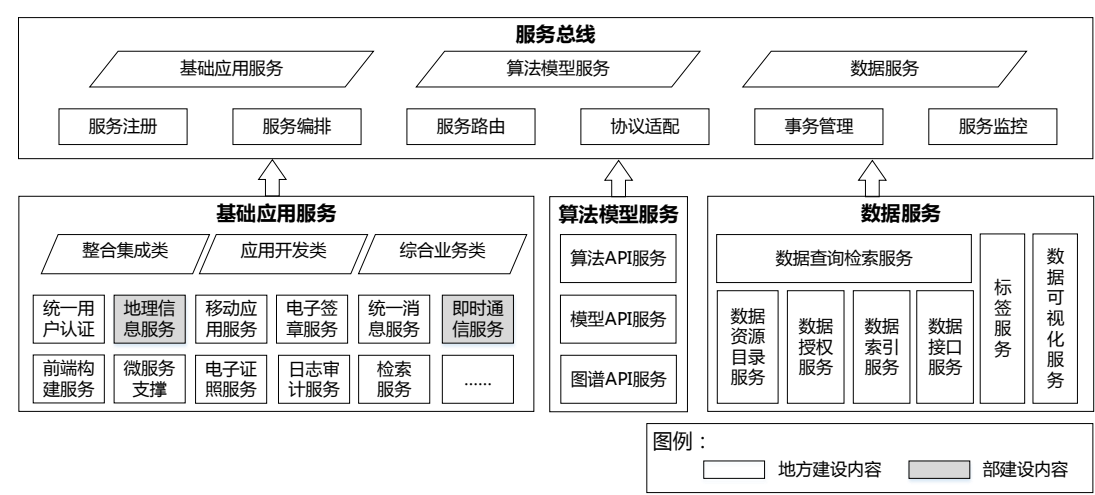 服务总线
基础应用服务
算法模型服务
数据服务
服务注册
服务编排
服务路由
协议适配
事务管理
服务监控
基础应用服务
整合集成类
应用开发类
综合业务类
统一用
户认证
地理信
息服务
移动应
用服务
电子签
章服务
统一消
息服务
即时通
信服务
前端构
建服务
微服务
支撑
电子证
照服务
日志审
计服务
检索
服务
……
算法模型服务
算法API服务
模型API服务
图谱API服务
数据服务
数据查询检索服务
数据
资源
目录
服务
数据
授权
服务
数据
索引
服务
数据
接口
服务
标
签
服
务
数
据
可
视
化
服
务
图例：
地方建设内容
部建设内容